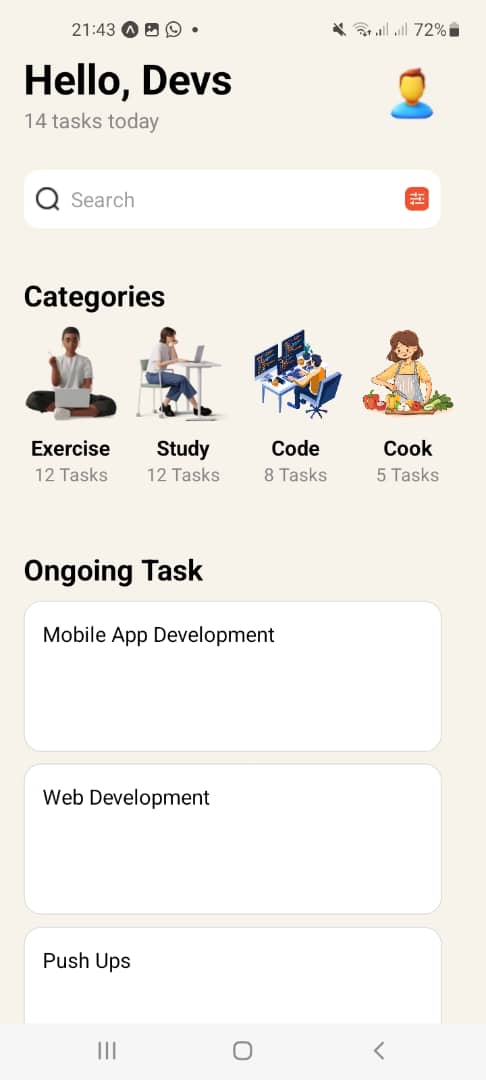 21:43 72%
Hello, Devs
14 tasks today
Search
Categories
Exercise Study Code Cook
12 Tasks 12 Tasks 8 Tasks 5 Tasks
Ongoing Task
Mobile App Development
Web Development
Push Ups